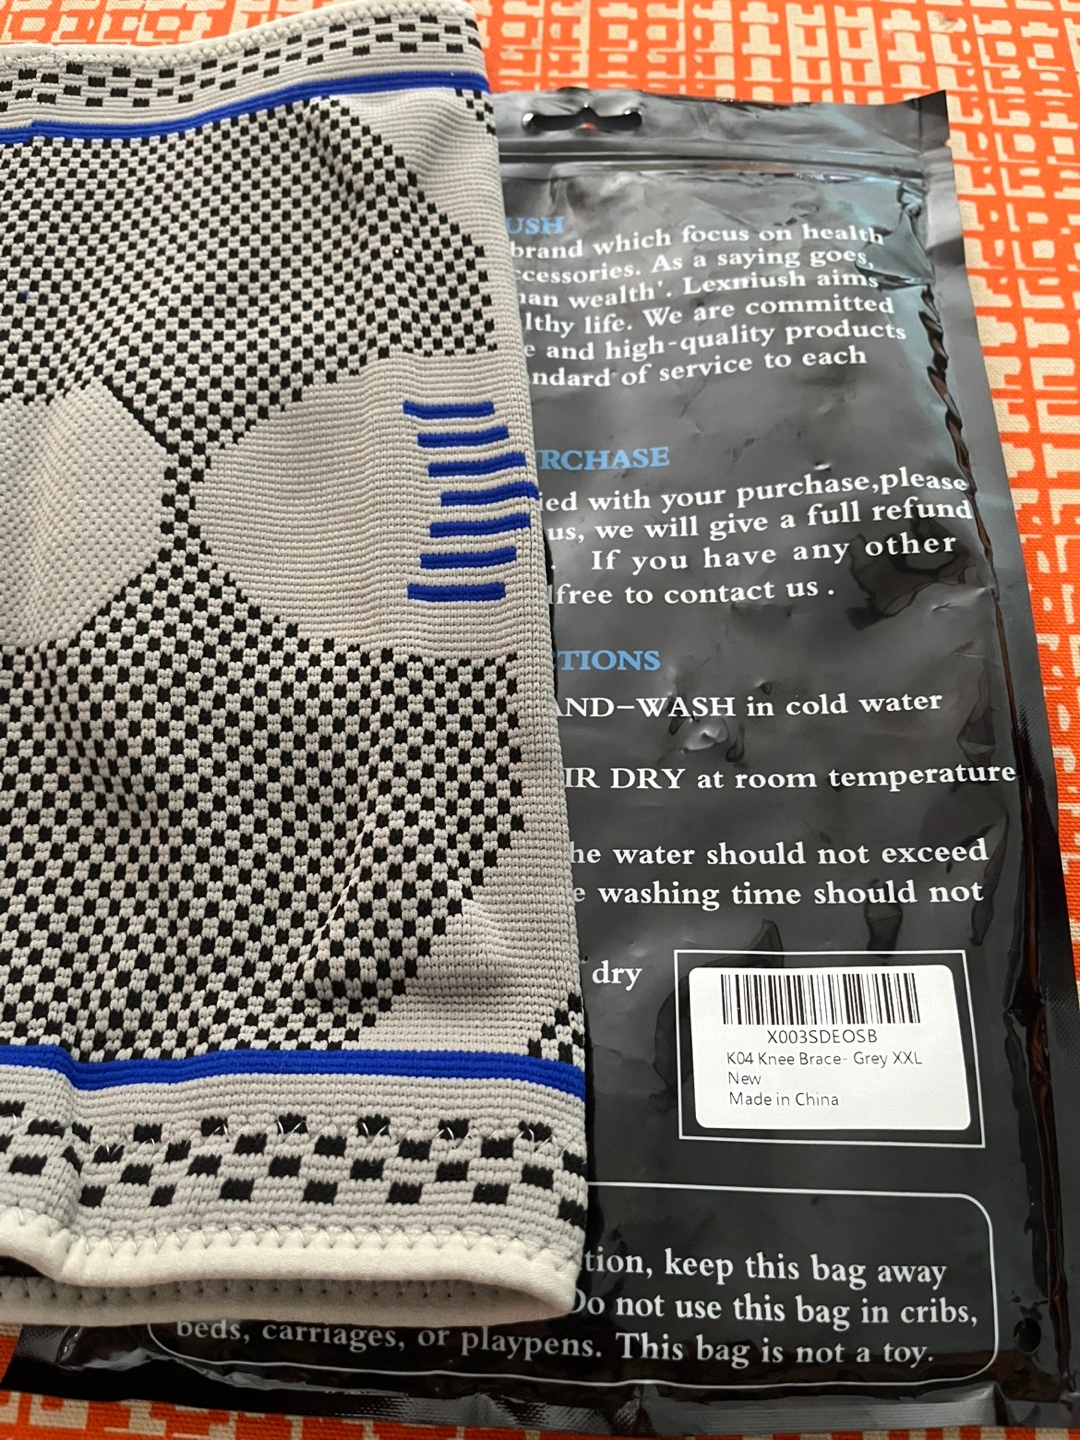 USH
brand which focus on health
ccessories. As a saying goes,
han wealth'. Lexniush aims
lthy life. We are committed
e and high-quality products
ndard of service to each
RCHASE
ied with your purchase,please
us, we will give a full refund
. If you have any other
lfree to contact us .
TIONS
AND-WASH in cold water
IR DRY at room temperature
he water should not exceed
e washing time should not
dry
X003SDEOSB
K04 Knee Brace- Grey XXL
New
Made in China
tion, keep this bag away
Do not use this bag in cribs,
beds, carriages, or playpens. This bag is not a toy.